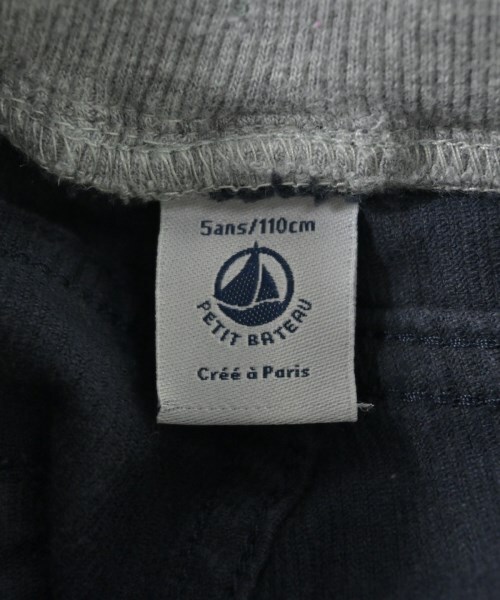 5ans/110cm
PETIT BATEAU
Créé à Paris